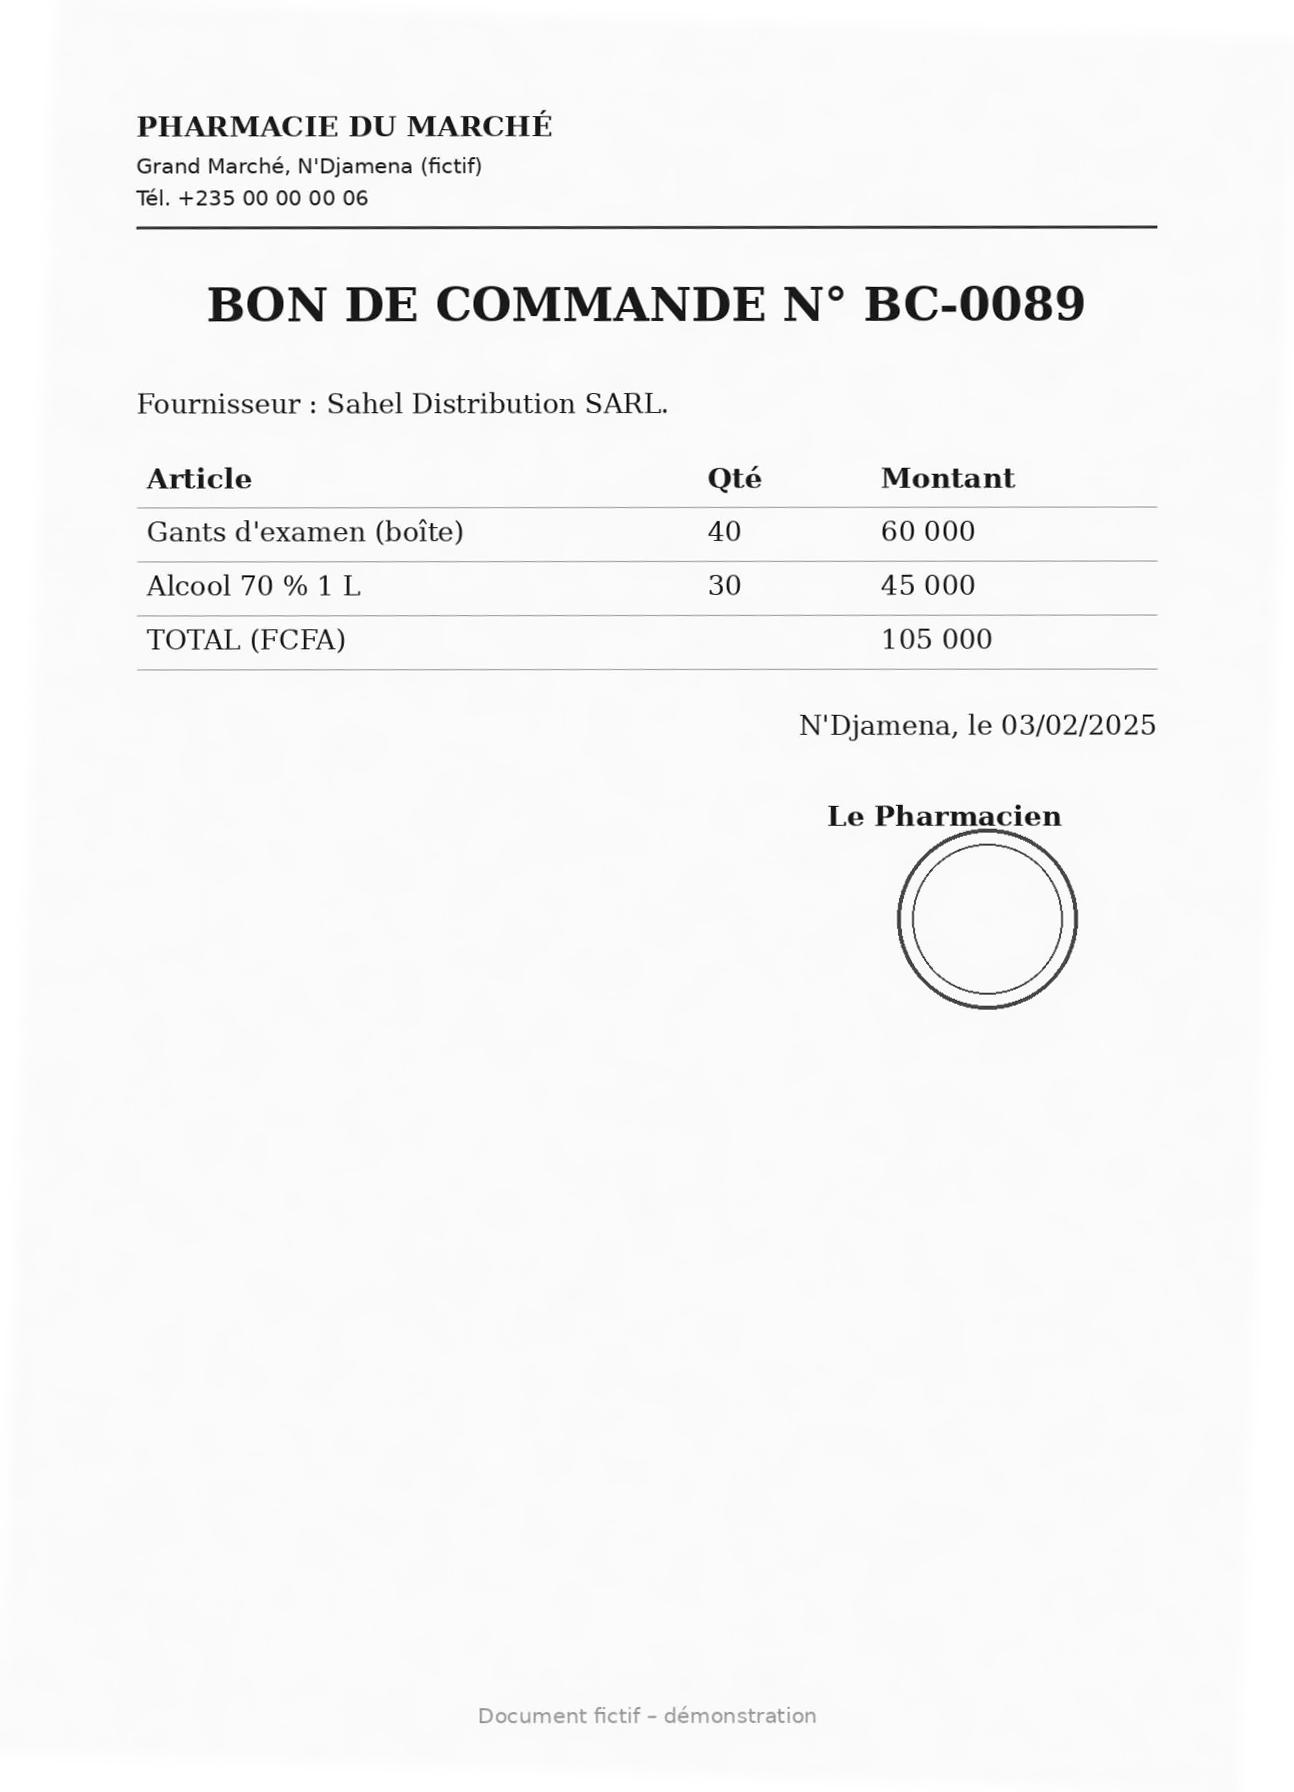 PHARMACIE DU MARCHÉ
Grand Marché, N'Djamena (fictif)
Tél. +235 00 00 00 06
BON DE COMMANDE N° BC-0089
Fournisseur : Sahel Distribution SARL.
Article Qté Montant
Gants d'examen (boîte) 40 60 000
Alcool 70 % 1 L 30 45 000
TOTAL (FCFA) 105 000
N'Djamena, le 03/02/2025
Le Pharmacien
Document fictif – démonstration